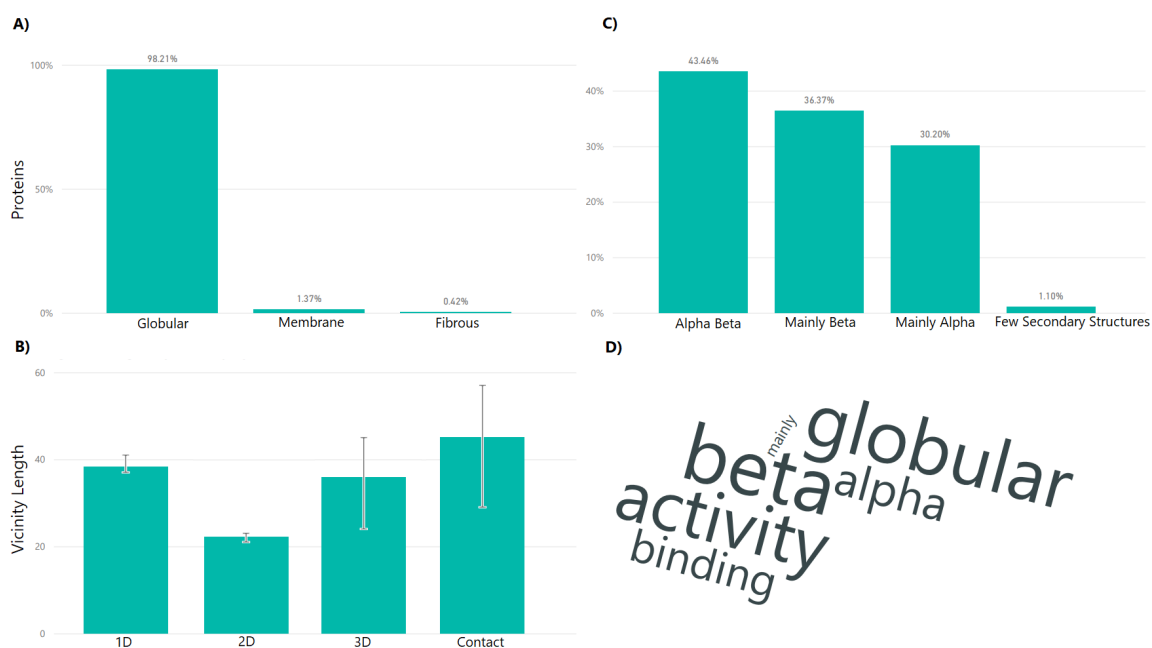 A)
98.21%
100%
50%
0%
1.37%
0.42%
Proteins
Globular
Membrane
Fibrous
C)
43.46%
36.37%
30.20%
1.10%
40%
30%
20%
10%
0%
Alpha Beta
Mainly Beta
Mainly Alpha
Few Secondary Structures
B)
60
40
20
0
Vicinity Length
1D
2D
3D
Contact
D)
globular
mainly
beta
alpha
activity
binding